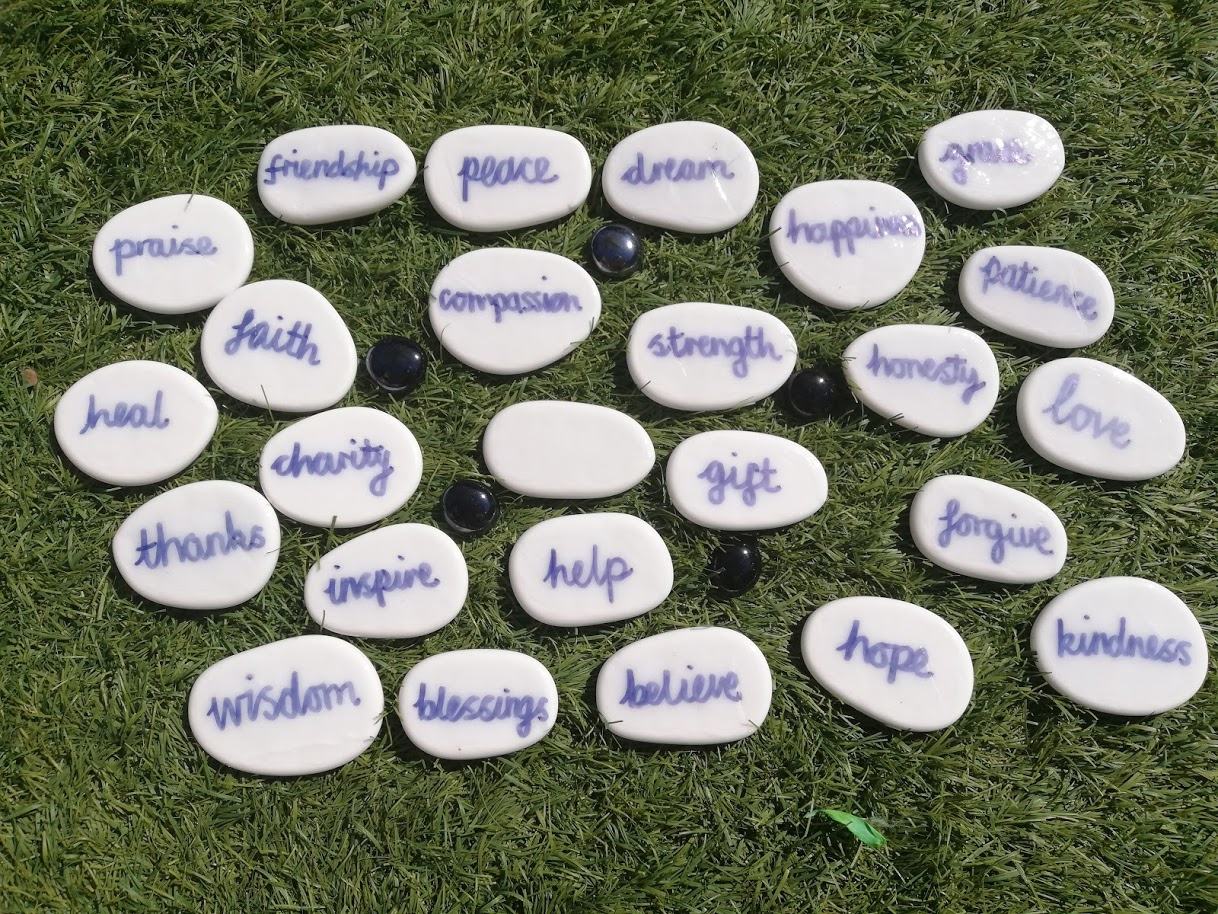 friendship
peace
dream
praise
happiness
compassion
patience
faith
strength
honesty
heal
love
charity
gift
thanks
forgive
inspire
help
wisdom
blessings
believe
hope
kindness